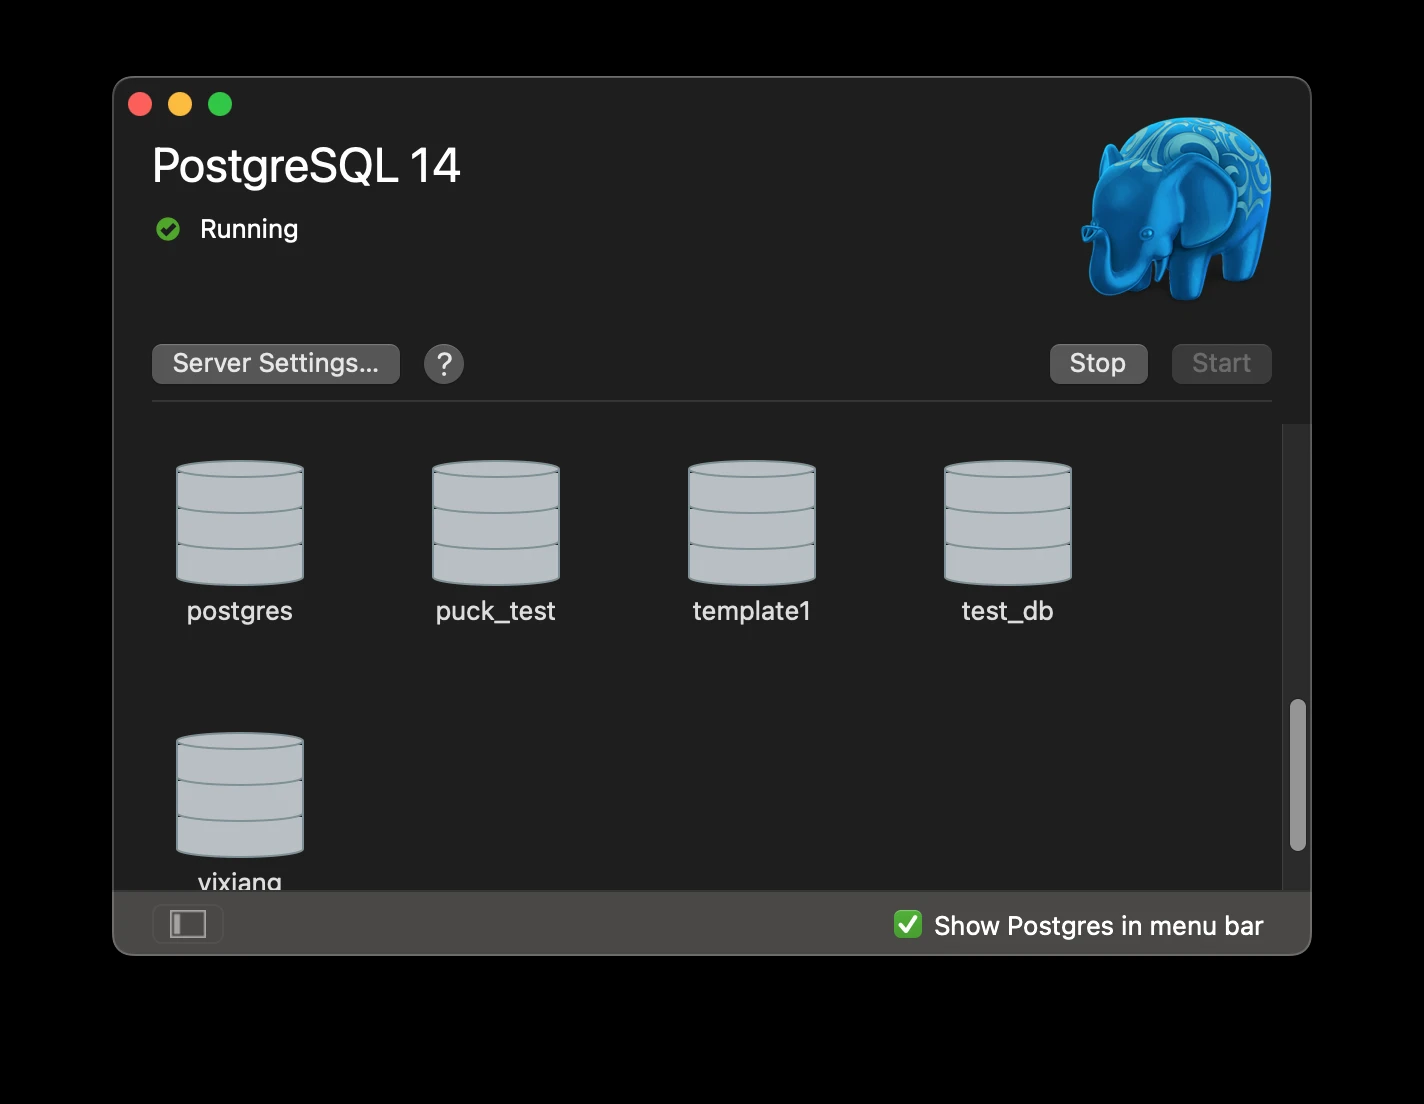 PostgreSQL 14
Running
Server Settings...
?
Stop
Start
postgres
puck_test
template1
test_db
yixiang
Show Postgres in menu bar